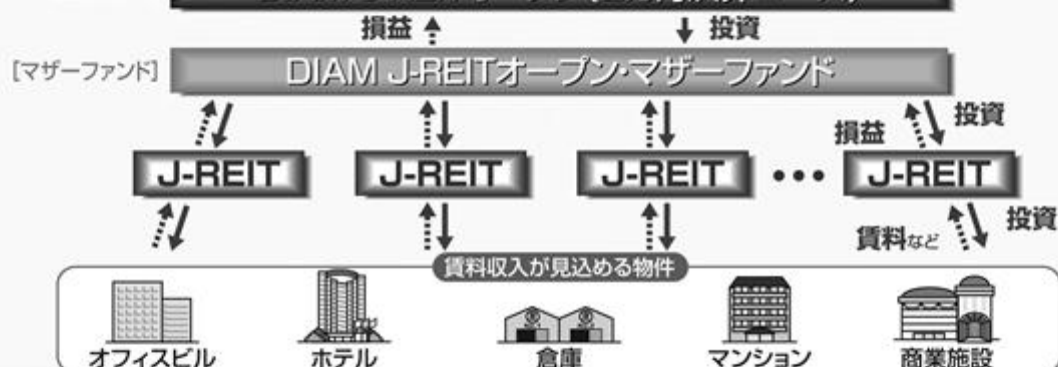 損益 投資
[マザーファンド] DIAM J-REITオープン・マザーファンド
損益 投資
J-REIT J-REIT J-REIT ••• J-REIT
賃料など 投資
賃料収入が見込める物件
オフィスビル ホテル 倉庫 マンション 商業施設